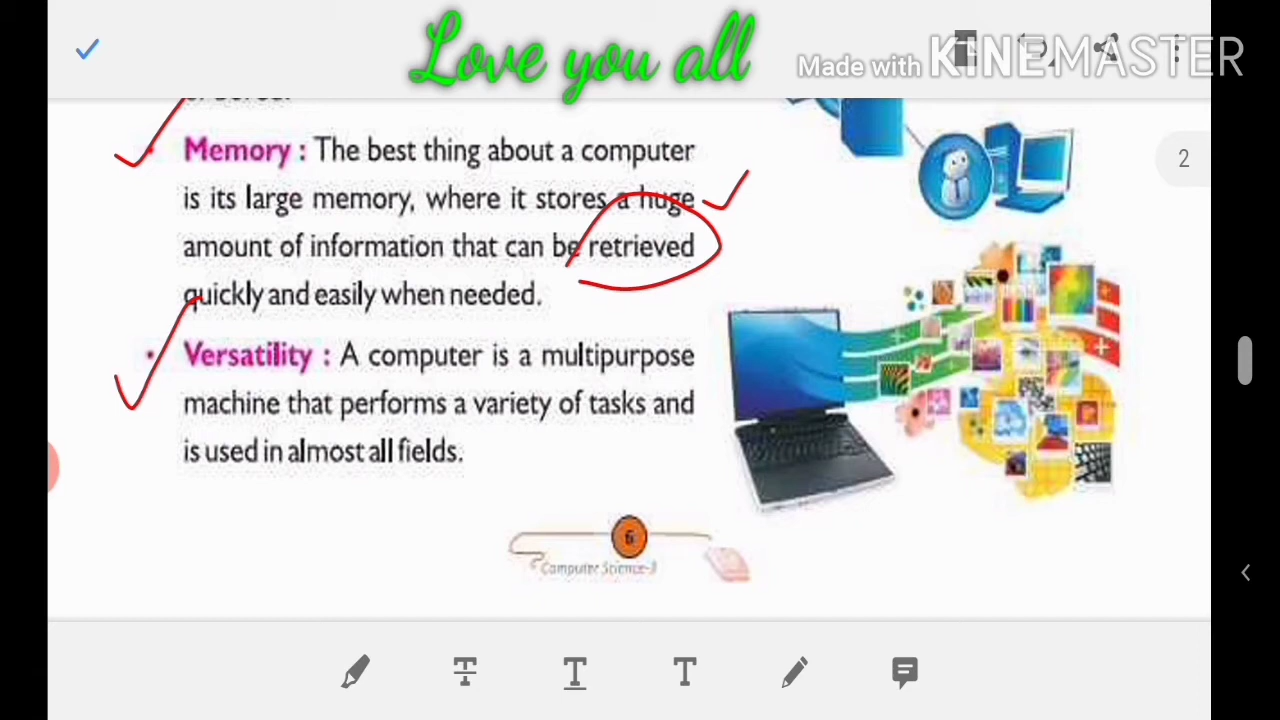 Love you all
Made with KINEMASTER
Memory : The best thing about a computer
is its large memory, where it stores a huge
amount of information that can be retrieved
quickly and easily when needed.
Versatility : A computer is a multipurpose
machine that performs a variety of tasks and
is used in almost all fields.
2
6
Computer Science-3
T
T
T